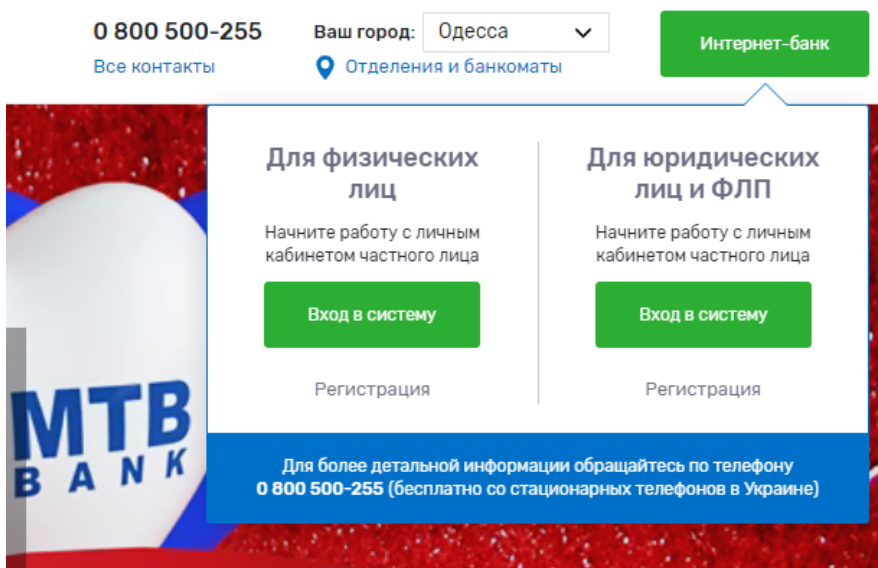 0 800 500-255
Ваш город: Одесса
Интернет-банк
Все контакты
Отделения и банкоматы
Для физических
лиц
Начните работу с личным
кабинетом частного лица
Вход в систему
Регистрация
Для юридических
лиц и ФЛП
Начните работу с личным
кабинетом частного лица
Вход в систему
Регистрация
Для более детальной информации обращайтесь по телефону
0 800 500-255 (бесплатно со стационарных телефонов в Украине)
MTB
BANK